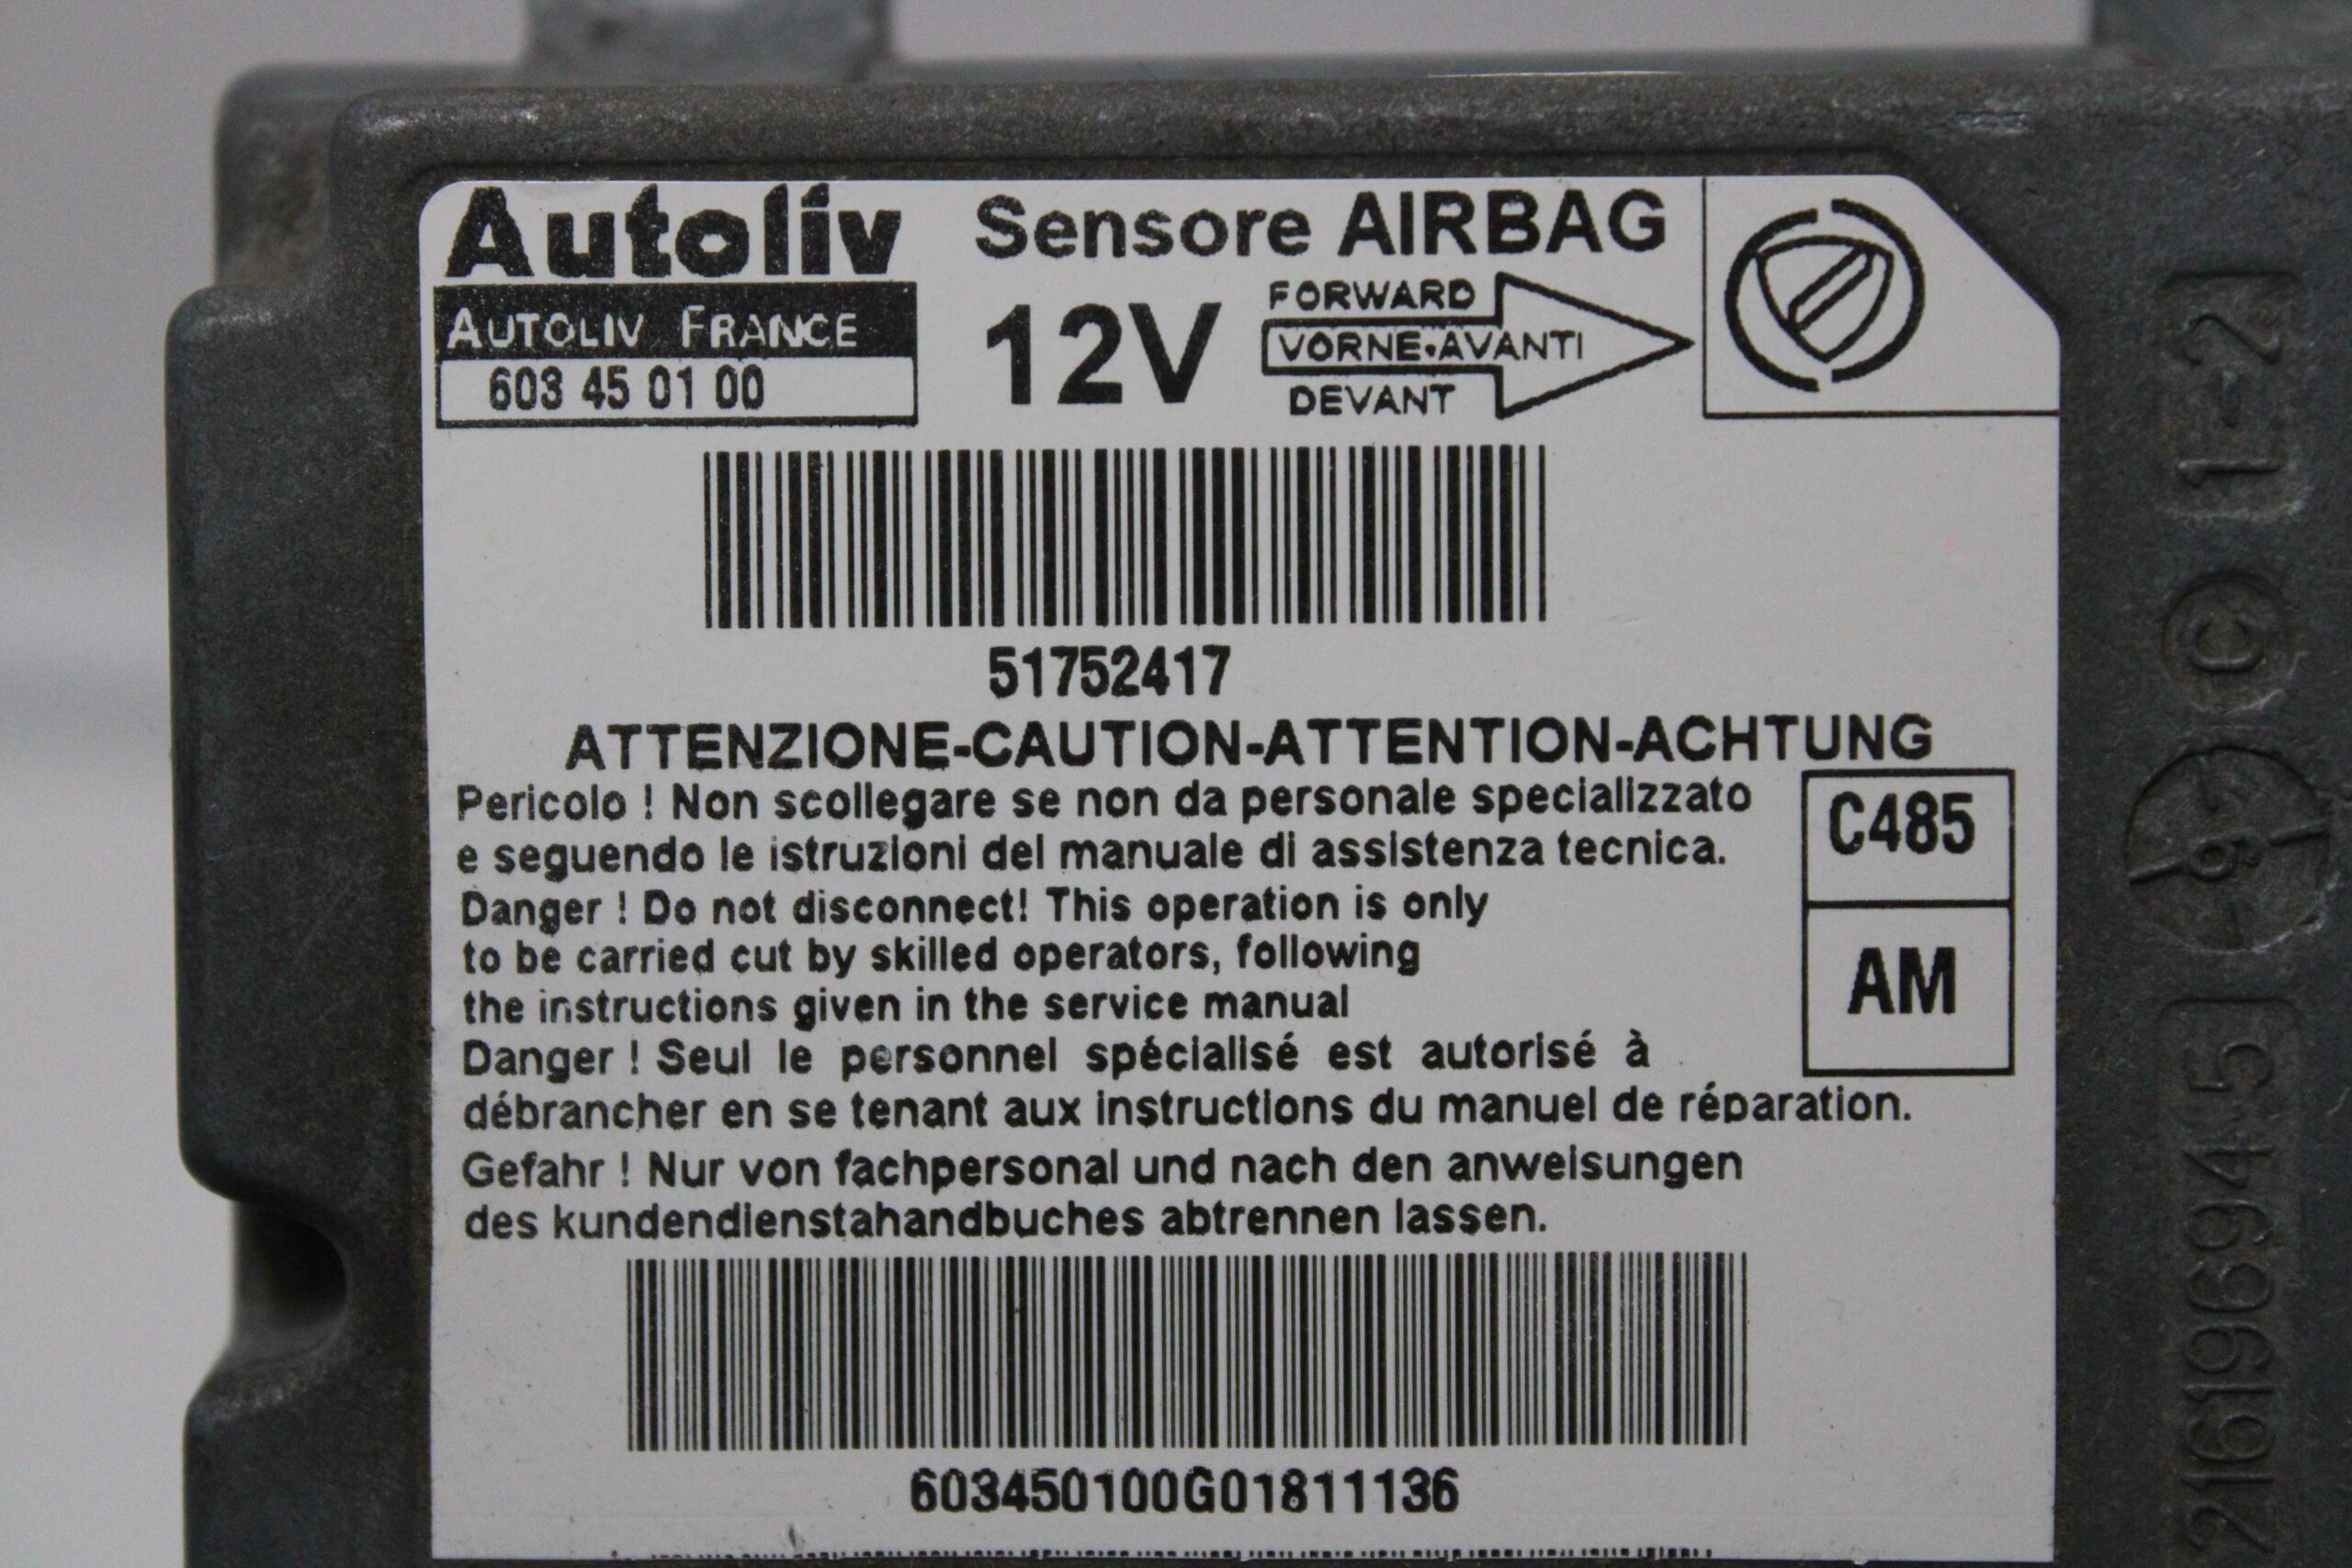 Autoliv
Sensore AIRBAG
AUTOLIV FRANCE
603 45 01 00
12V
FORWARD
VORNE•AVANTI
DEVANT
51752417
ATTENZIONE-CAUTION-ATTENTION-ACHTUNG
Pericolo ! Non scollegare se non da personale specializzato
e seguendo le istruzioni del manuale di assistenza tecnica.
Danger ! Do not disconnect! This operation is only
to be carried cut by skilled operators, following
the instructions given in the service manual
Danger ! Seul le personnel spécialisé est autorisé à
débrancher en se tenant aux instructions du manuel de réparation.
Gefahr ! Nur von fachpersonal und nach den anweisungen
des kundendienstahandbuches abtrennen lassen.
C485
AM
603450100G01811136
1-2
C
9
216196945